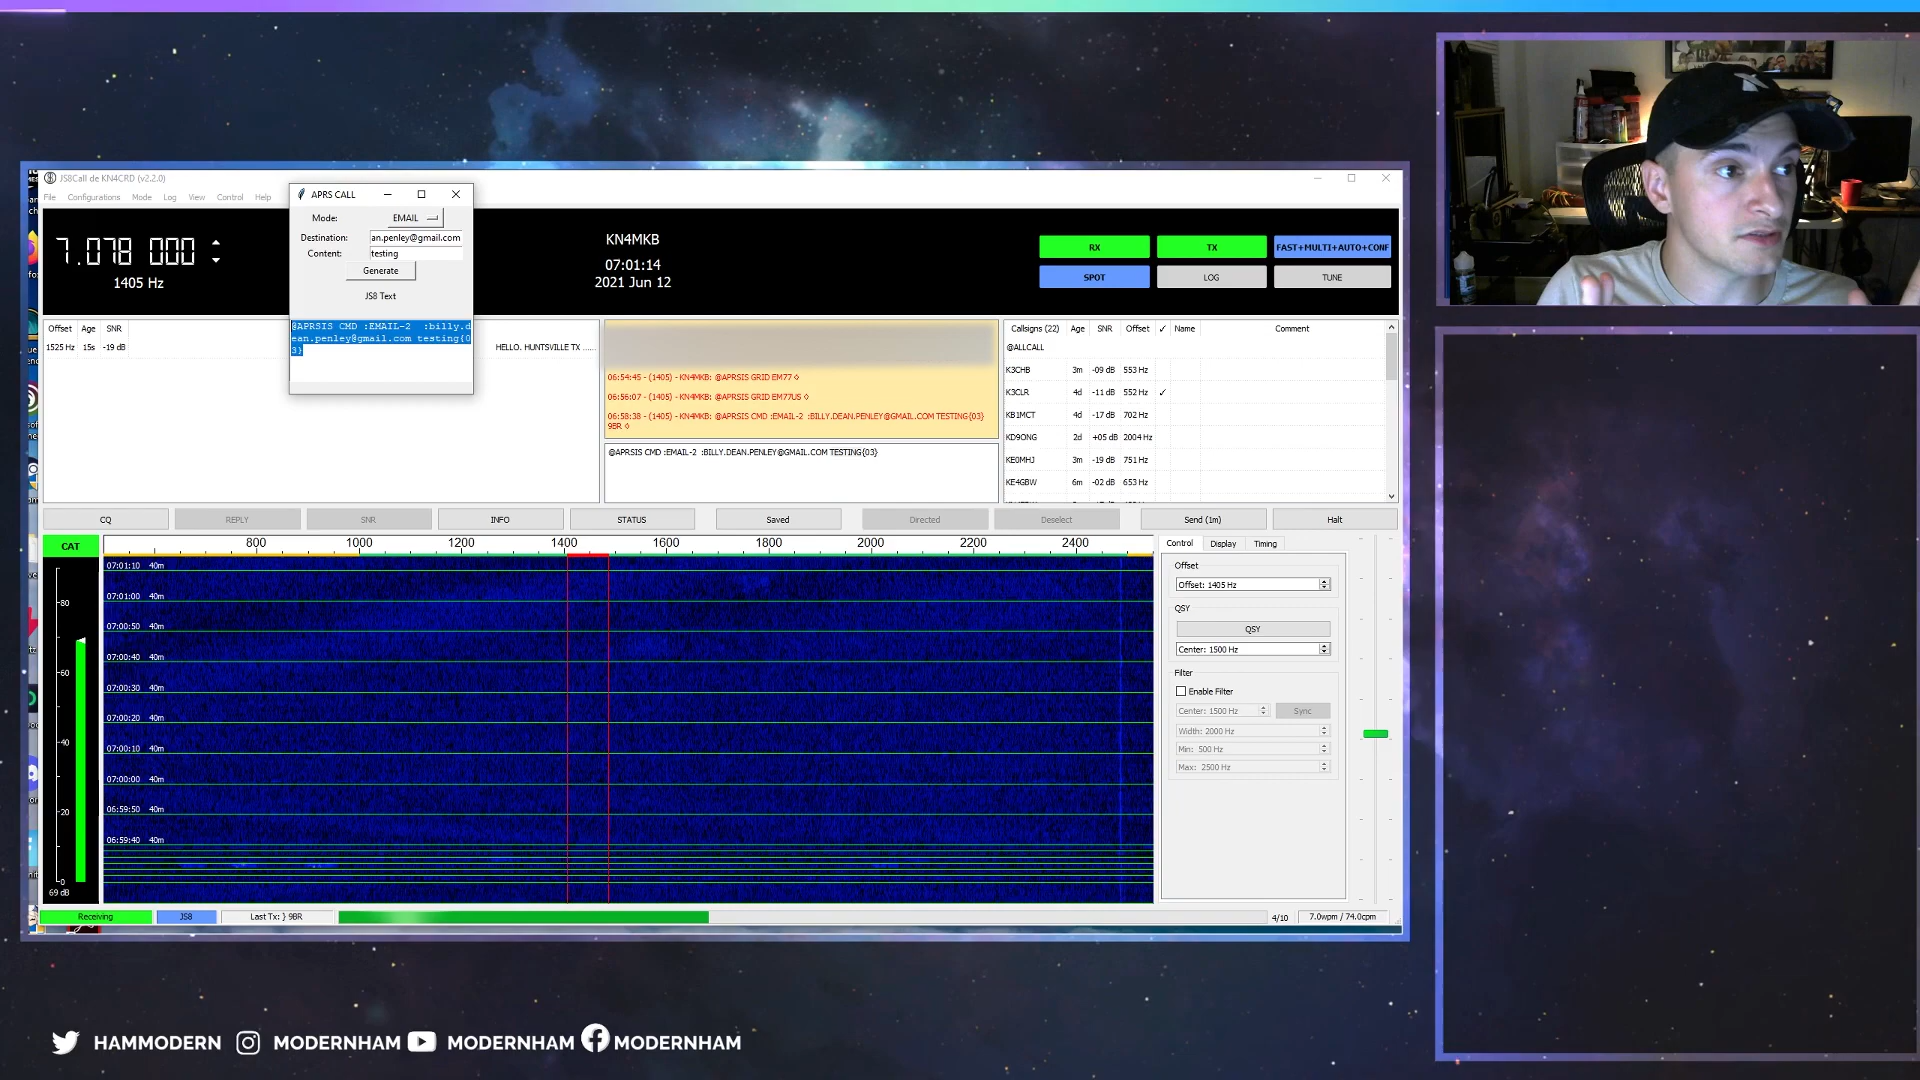 JS8Call de KN4CRD (v2.2.0)
File Configurations Mode Log View Control Help
APRS CALL
Mode: EMAIL
Destination: an.penley@gmail.com
Content: testing
Generate
JS8 Text
@APRSIS CMD :EMAIL-2  :billy.d
ean.penley@gmail.com testing{0
3}
7.078 000
1405 Hz
KN4MKB
07:01:14
2021 Jun 12
RX TX FAST+MULTI+AUTO+CONF
SPOT LOG TUNE
Offset Age SNR
1525 Hz 15s -19 dB HELLO. HUNTSVILLE TX ......
06:54:45 - (1405) - KN4MKB: @APRSIS GRID EM77 ◊
06:56:07 - (1405) - KN4MKB: @APRSIS GRID EM77US ◊
06:58:38 - (1405) - KN4MKB: @APRSIS CMD :EMAIL-2  :BILLY.DEAN.PENLEY@GMAIL.COM TESTING{03}
9BR ◊
@APRSIS CMD :EMAIL-2  :BILLY.DEAN.PENLEY@GMAIL.COM TESTING{03}
Callsigns (22) Age SNR Offset ✓ Name Comment
@ALLCALL
K3CHB 3m -09 dB 553 Hz
K3CLR 4d -11 dB 552 Hz ✓
KB1MCT 4d -17 dB 702 Hz
KD9ONG 2d +05 dB 2004 Hz
KE0MHJ 3m -19 dB 751 Hz
KE4GBW 6m -02 dB 653 Hz
CQ REPLY SNR INFO STATUS Saved Directed Deselect Send (1m) Halt
CAT
800 1000 1200 1400 1600 1800 2000 2200 2400
07:01:10 40m
07:01:00 40m
07:00:50 40m
07:00:40 40m
07:00:30 40m
07:00:20 40m
07:00:10 40m
07:00:00 40m
06:59:50 40m
06:59:40 40m
80
60
40
20
0
69 dB
Control Display Timing
Offset
Offset: 1405 Hz
QSY
QSY
Center: 1500 Hz
Filter
Enable Filter
Center: 1500 Hz Sync
Width: 2000 Hz
Min: 500 Hz
Max: 2500 Hz
Receiving JS8 Last Tx: } 9BR 4/10 7.0wpm / 74.0cpm
HAMMODERN MODERNHAM MODERNHAM MODERNHAM